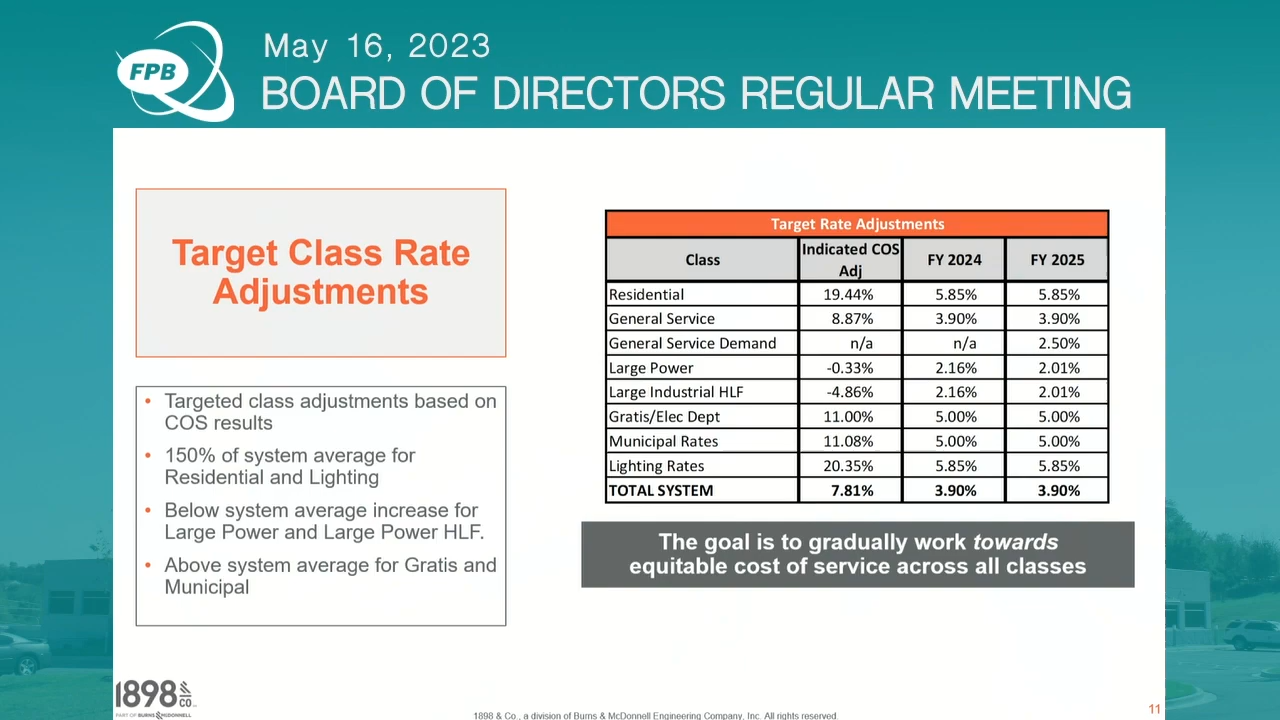 FPB
May 16, 2023
BOARD OF DIRECTORS REGULAR MEETING
Target Class Rate
Adjustments
• Targeted class adjustments based on
COS results
• 150% of system average for
Residential and Lighting
• Below system average increase for
Large Power and Large Power HLF.
• Above system average for Gratis and
Municipal
Target Rate Adjustments
Class Indicated COS Adj FY 2024 FY 2025
Residential 19.44% 5.85% 5.85%
General Service 8.87% 3.90% 3.90%
General Service Demand n/a n/a 2.50%
Large Power -0.33% 2.16% 2.01%
Large Industrial HLF -4.86% 2.16% 2.01%
Gratis/Elec Dept 11.00% 5.00% 5.00%
Municipal Rates 11.08% 5.00% 5.00%
Lighting Rates 20.35% 5.85% 5.85%
TOTAL SYSTEM 7.81% 3.90% 3.90%
The goal is to gradually work towards
equitable cost of service across all classes
1898 & CO
PART OF BURNS & MCDONNELL
1898 & Co., a division of Burns & McDonnell Engineering Company, Inc. All rights reserved.
11